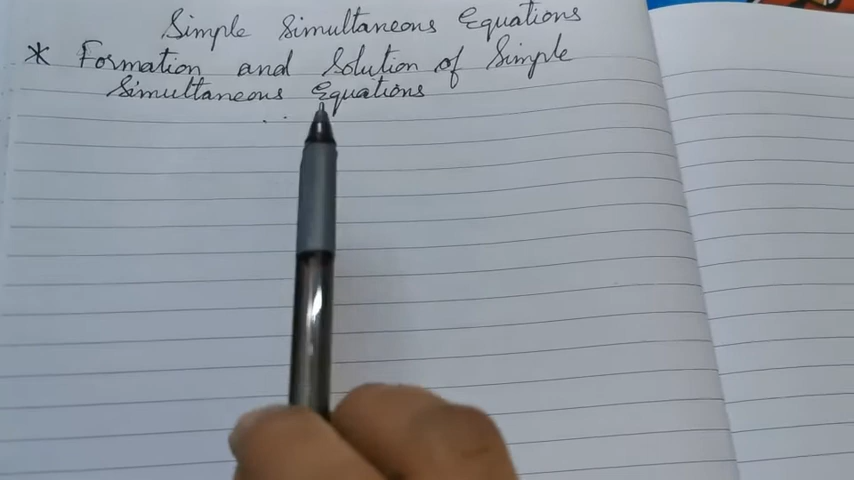 Simple Simultaneous Equations
* Formation and Solution of Simple
Simultaneous Equations